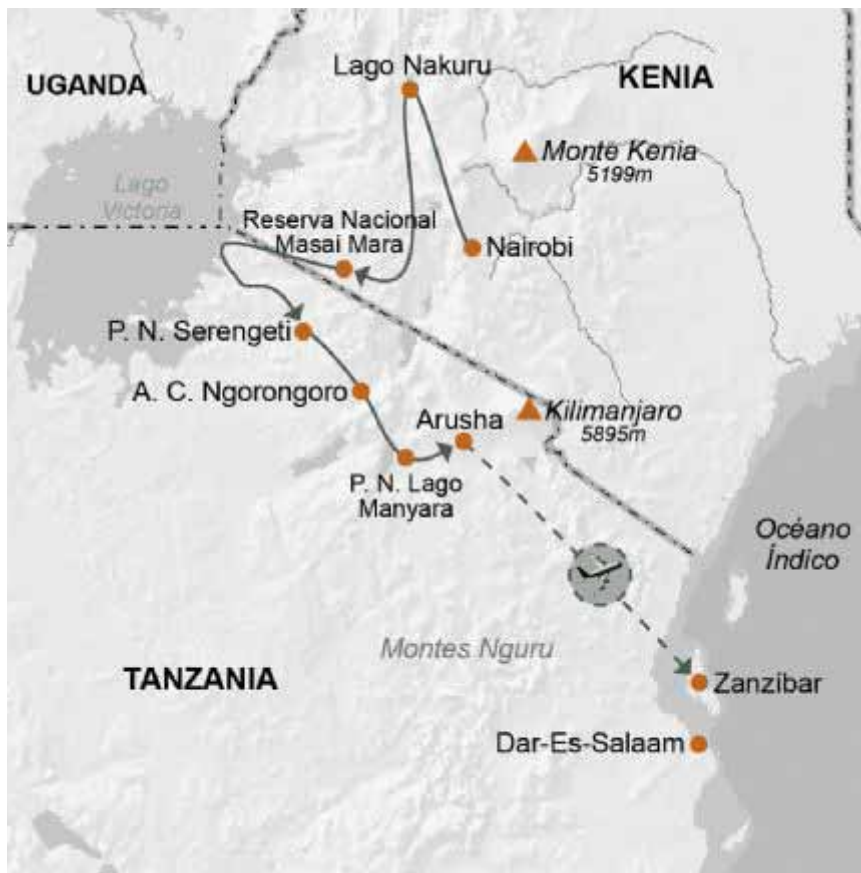 Lago Nakuru
UGANDA
KENIA
Monte Kenia
5199m
Lago
Victoria
Reserva Nacional
Masai Mara
Nairobi
P. N. Serengeti
A. C. Ngorongoro
Kilimanjaro
5895m
Arusha
P. N. Lago
Manyara
Océano
Índico
Montes Nguru
TANZANIA
Zanzibar
Dar-Es-Salaam